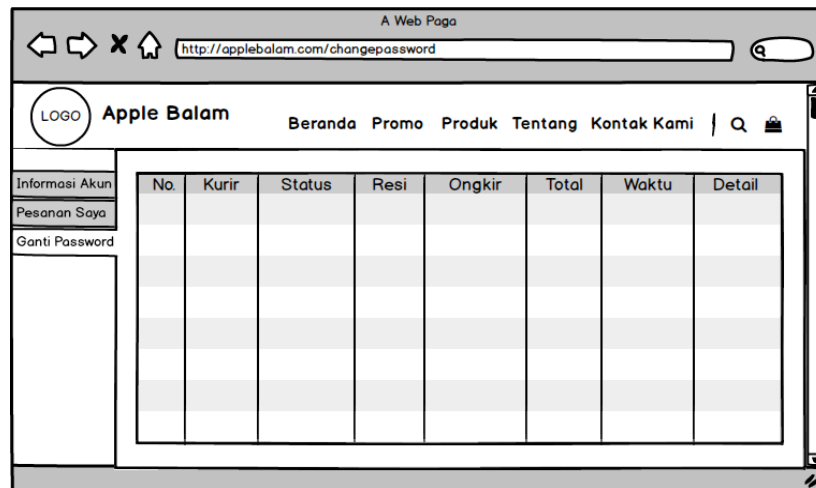 A Web Paga
http://applebalam.com/changepassword
LOGO
Apple Balam
Beranda Promo Produk Tentang Kontak Kami
Informasi Akun
Pesanan Saya
Ganti Password
No. Kurir Status Resi Ongkir Total Waktu Detail